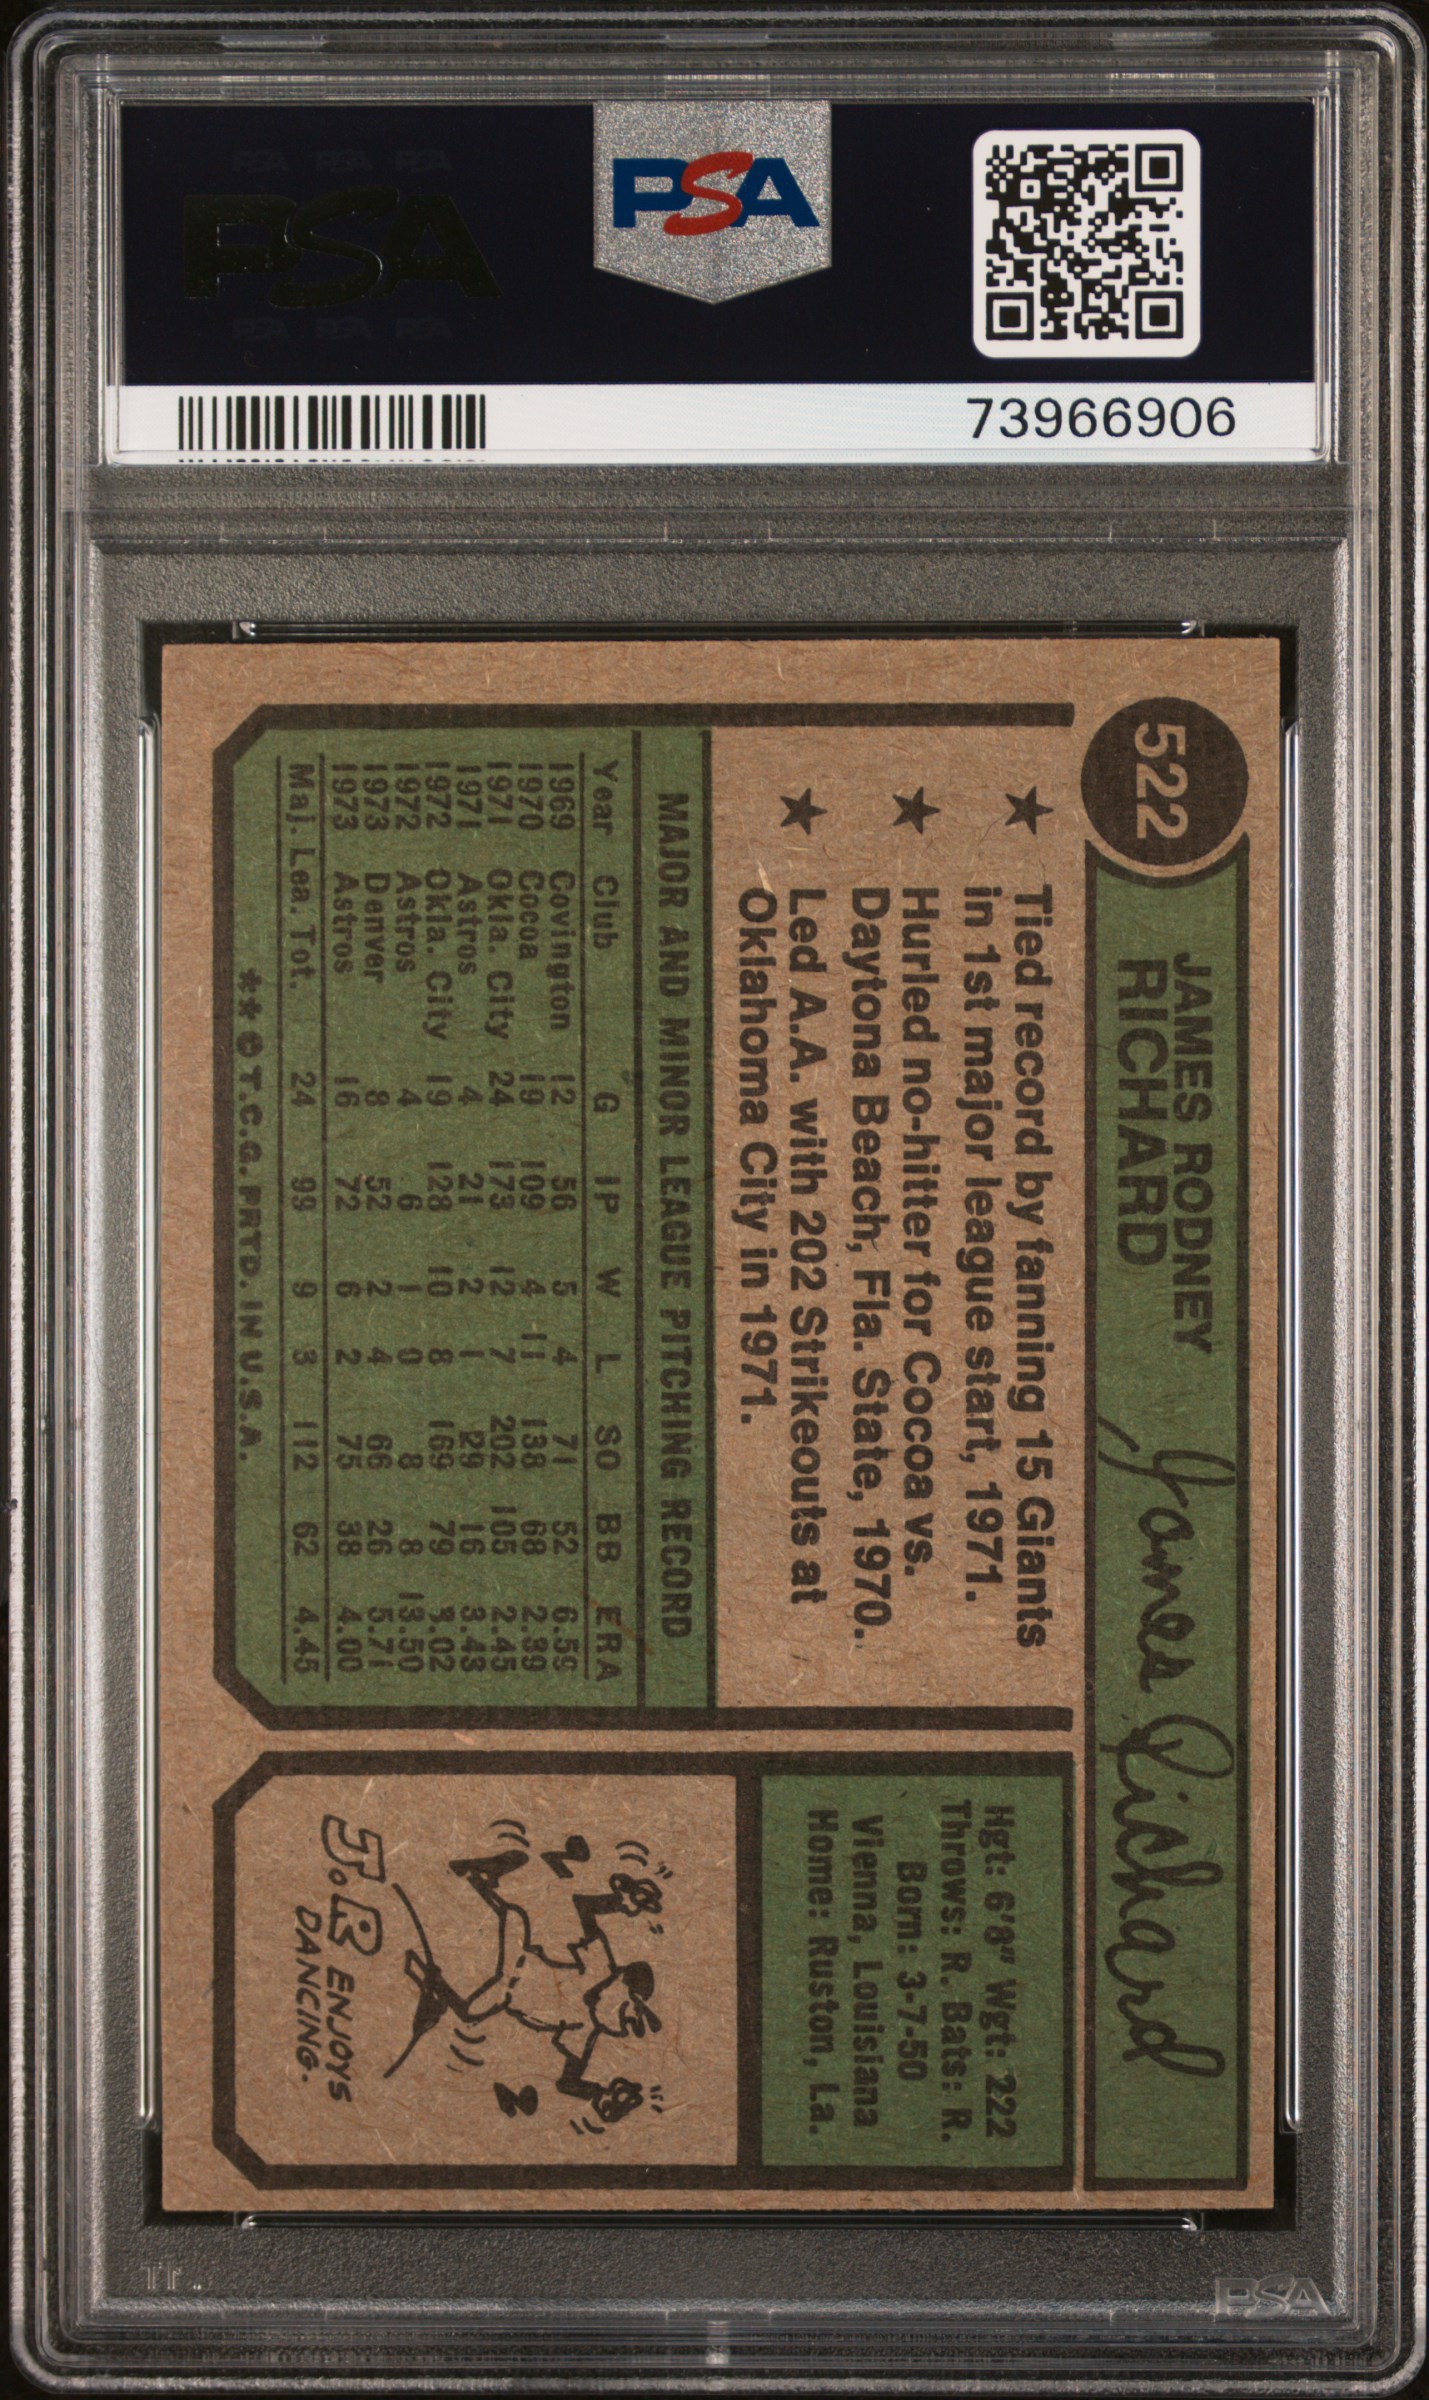 PSA PSA PSA
PSA
PSA PSA PSA
PSA
73966906
522
JAMES RODNEY
RICHARD
James Richard
★ Tied record by fanning 15 Giants
in 1st major league start, 1971.
★ Hurled no-hitter for Cocoa vs.
Daytona Beach, Fla. State, 1970.
★ Led A.A. with 202 Strikeouts at
Oklahoma City in 1971.
MAJOR AND MINOR LEAGUE PITCHING RECORD
Year Club G IP W L SO BB ERA
1969 Covington 12 56 5 4 71 52 6.59
1970 Cocoa 19 109 4 11 138 68 2.39
1971 Okla. City 24 173 12 7 202 105 2.45
1971 Astros 4 21 2 1 29 16 3.43
1972 Okla. City 19 128 10 8 169 79 3.02
1972 Astros 4 6 1 0 8 8 13.50
1973 Denver 8 52 2 4 66 26 5.71
1973 Astros 16 72 6 2 75 38 4.00
Maj. Lea. Tot. 24 99 9 3 112 62 4.45
**© T.C.G. PRTD. IN U.S.A.
Hgt: 6'8" Wgt: 222
Throws: R. Bats: R.
Born: 3-7-50
Vienna, Louisiana
Home: Ruston, La.
J.R. ENJOYS
DANCING.
PSA